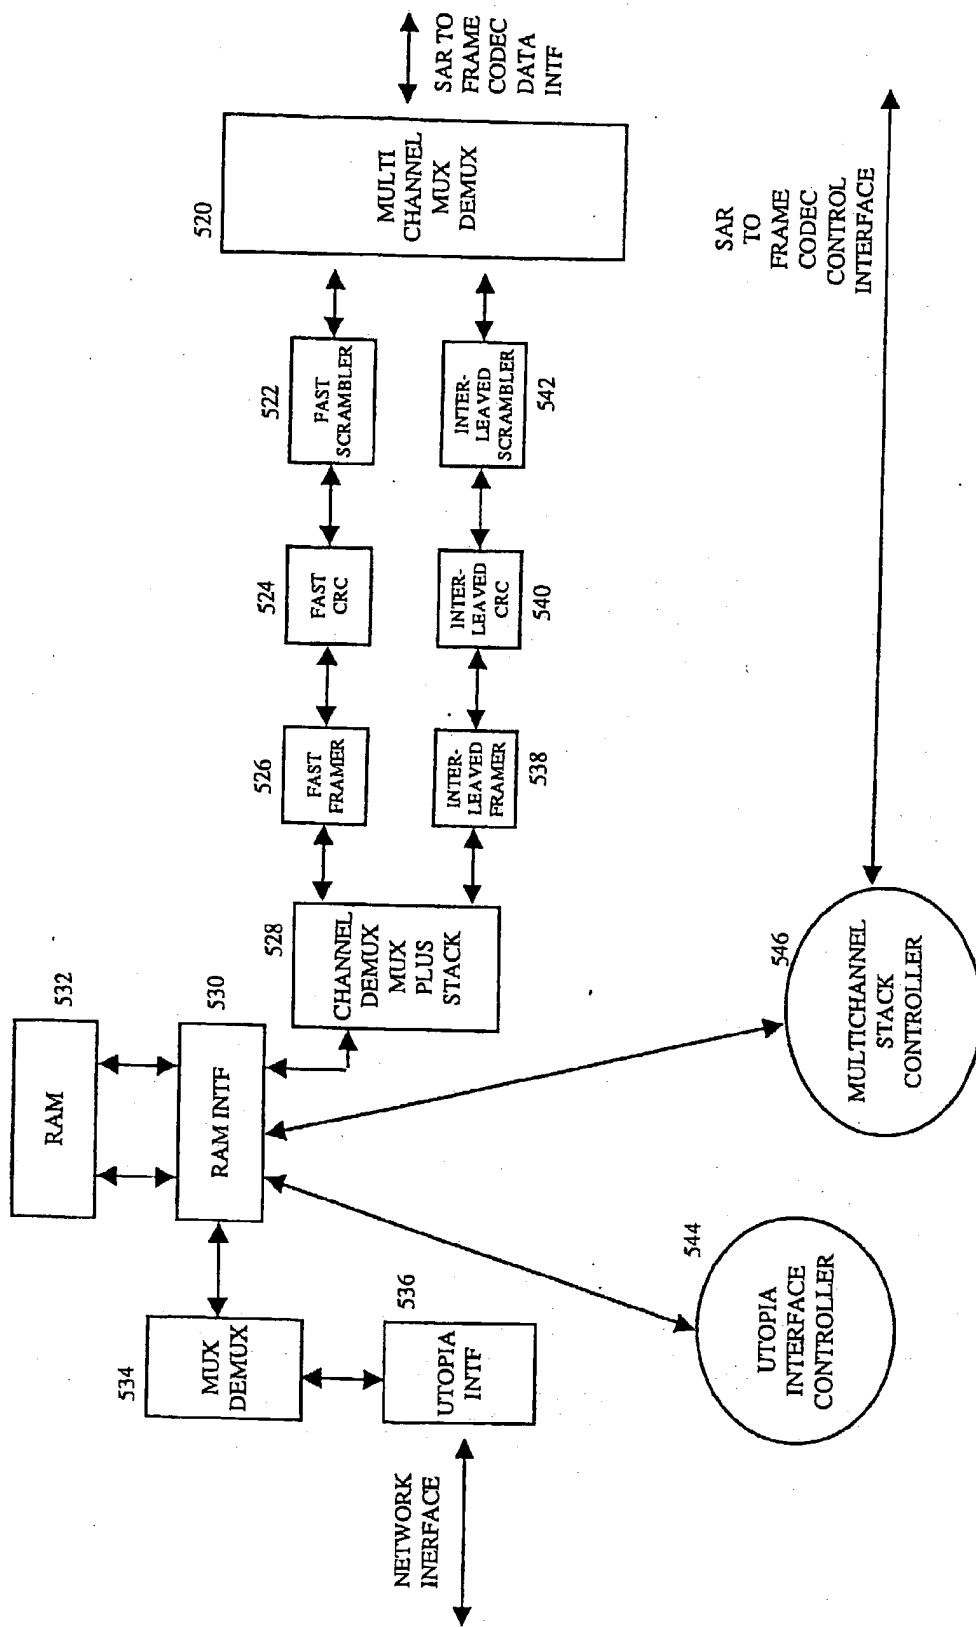 532
RAM
530
RAM INTF
534
MUX
DEMUX
536
UTOPIA
INTF
NETWORK
INERFACE
528
CHANNEL
DEMUX
MUX
PLUS
STACK
526
FAST
FRAMER
524
FAST
CRC
522
FAST
SCRAMBLER
520
MULTI
CHANNEL
MUX
DEMUX
SAR TO
FRAME
CODEC
DATA
INTF
INTER-
LEAVED
FRAMER
538
INTER-
LEAVED
CRC
540
INTER-
LEAVED
SCRAMBLER
542
544
UTOPIA
INTERFACE
CONTROLLER
546
MULTICHANNEL
STACK
CONTROLLER
SAR
TO
FRAME
CODEC
CONTROL
INTERFACE